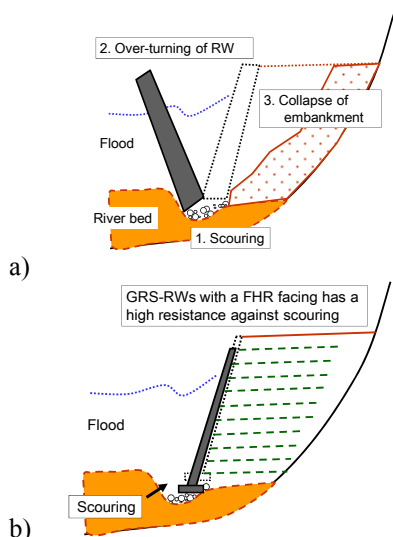 2. Over-turning of RW
3. Collapse of
embankment
Flood
River bed
1. Scouring
a)
GRS-RWs with a FHR facing has a
high resistance against scouring
Flood
Scouring
b)